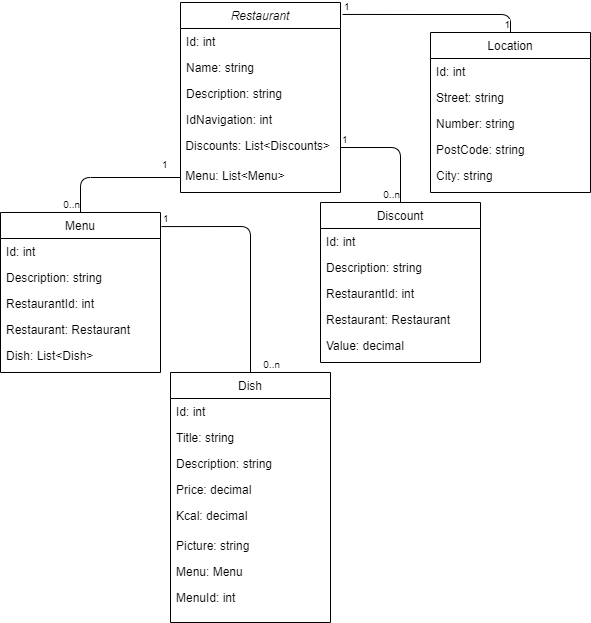 Restaurant
Id: int
Name: string
Description: string
IdNavigation: int
Discounts: List<Discounts>
Menu: List<Menu>
1
1
Location
Id: int
Street: string
Number: string
PostCode: string
City: string
1
0..n
1
0..n
Menu
Id: int
Description: string
RestaurantId: int
Restaurant: Restaurant
Dish: List<Dish>
Discount
Id: int
Description: string
RestaurantId: int
Restaurant: Restaurant
Value: decimal
1
0..n
Dish
Id: int
Title: string
Description: string
Price: decimal
Kcal: decimal
Picture: string
Menu: Menu
MenuId: int